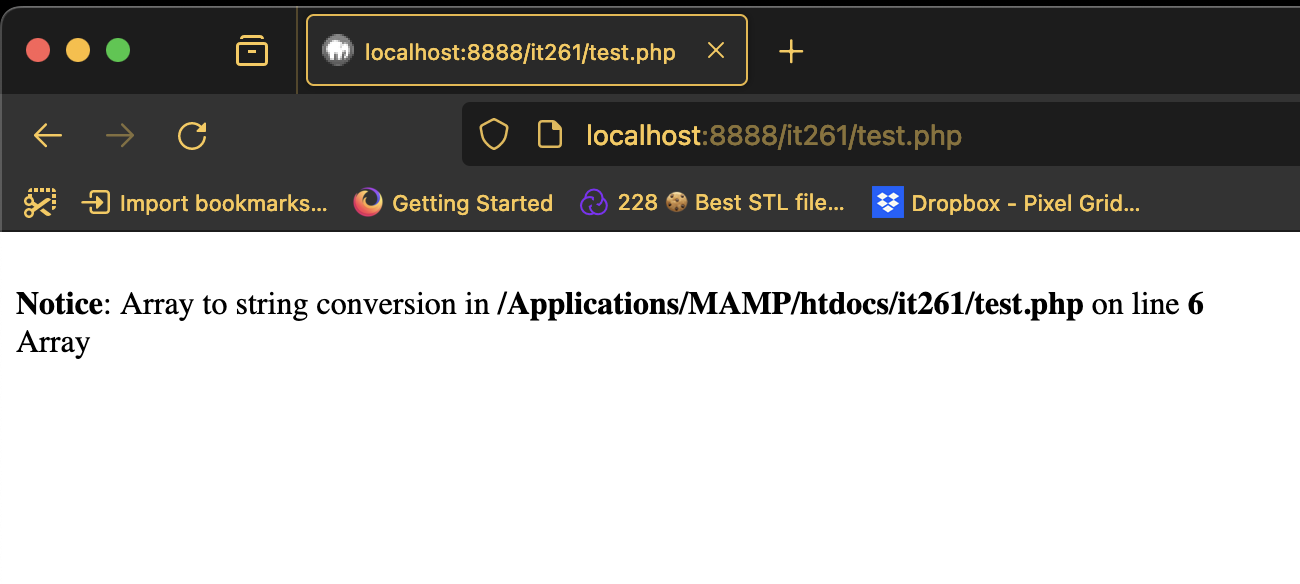 localhost:8888/it261/test.php
localhost:8888/it261/test.php
Import bookmarks... Getting Started 228 🍪 Best STL file... Dropbox - Pixel Grid...
Notice: Array to string conversion in /Applications/MAMP/htdocs/it261/test.php on line 6
Array